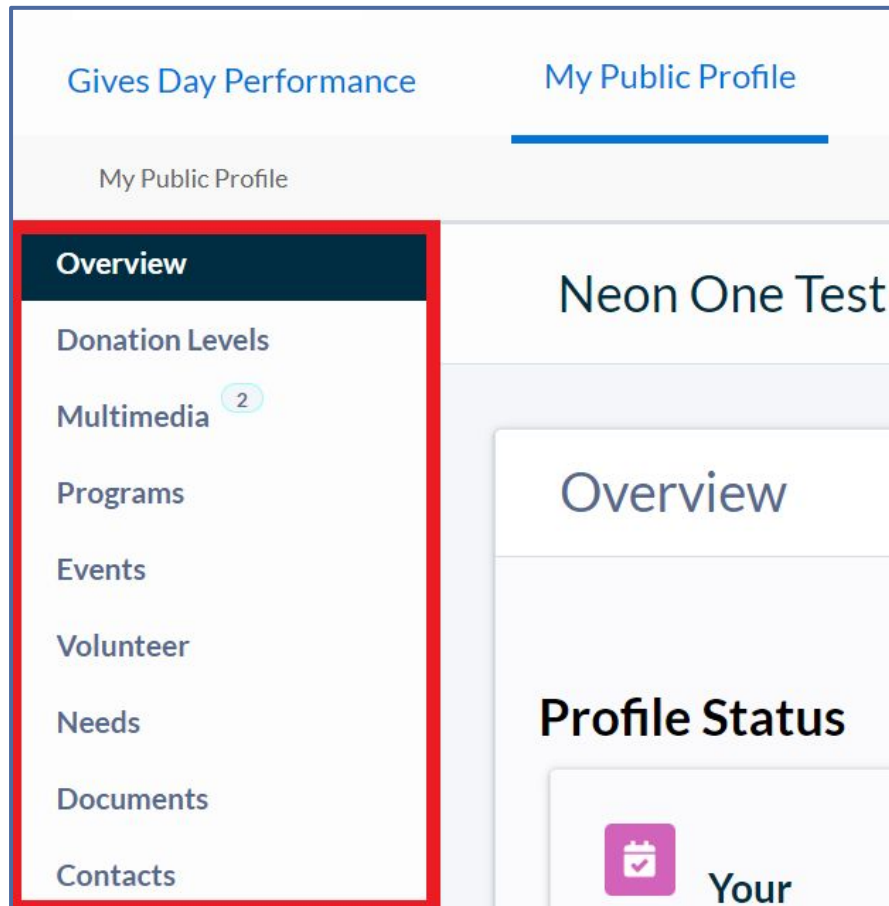 Gives Day Performance
My Public Profile
My Public Profile
Overview
Donation Levels
Multimedia 2
Programs
Events
Volunteer
Needs
Documents
Contacts
Neon One Test
Overview
Profile Status
Your